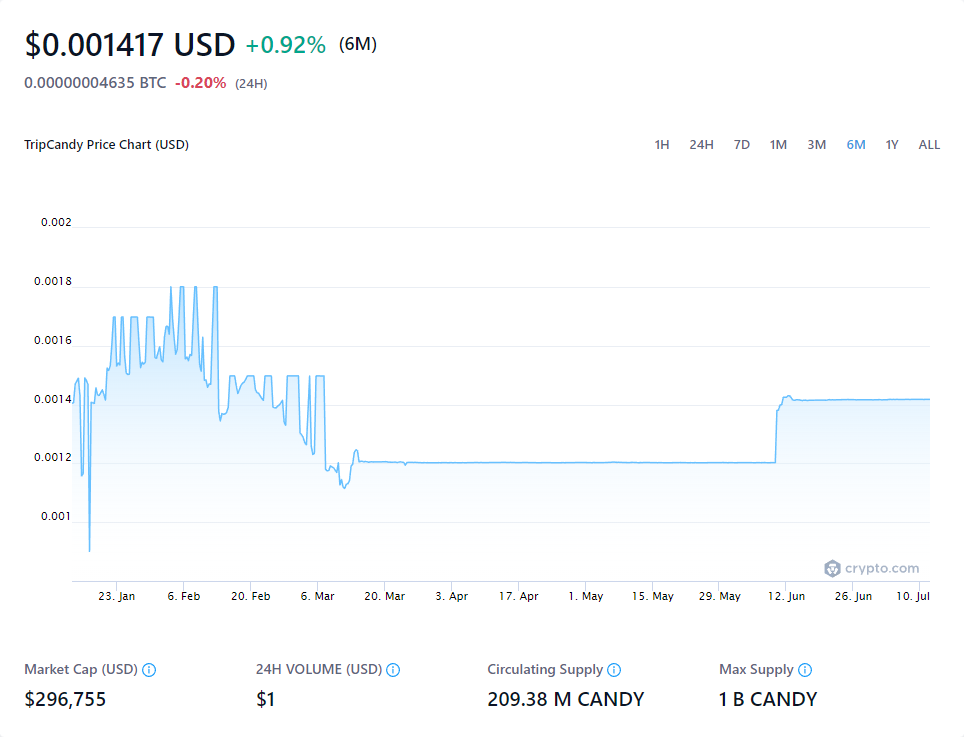 $0.001417 USD +0.92% (6M)
0.00000004635 BTC -0.20% (24H)
TripCandy Price Chart (USD) 1H 24H 7D 1M 3M 6M 1Y ALL
0.002
0.0018
0.0016
0.0014
0.0012
0.001
crypto.com
23. Jan 6. Feb 20. Feb 6. Mar 20. Mar 3. Apr 17. Apr 1. May 15. May 29. May 12. Jun 26. Jun 10. Jul
Market Cap (USD) 24H VOLUME (USD) Circulating Supply Max Supply
$296,755 $1 209.38 M CANDY 1 B CANDY